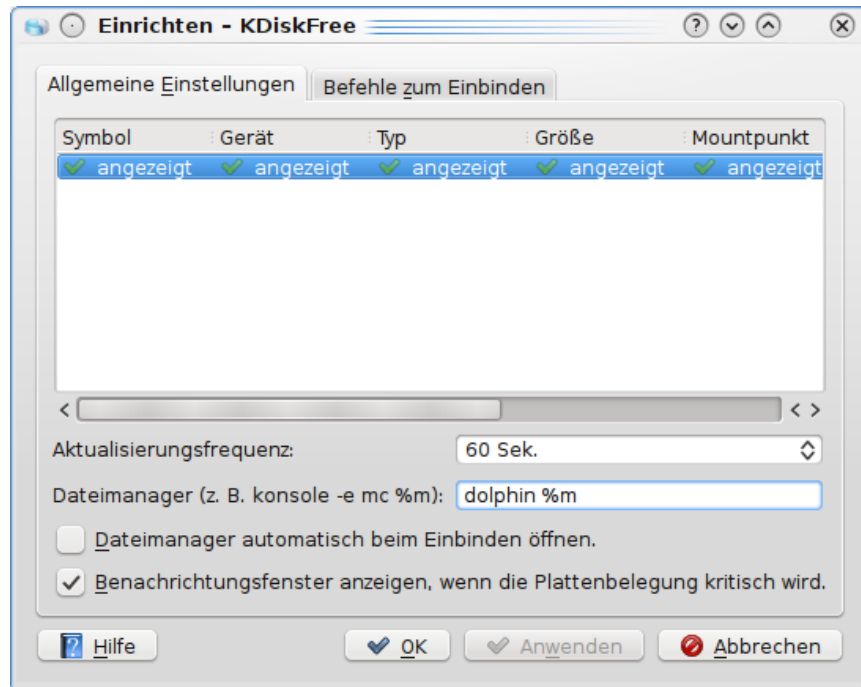 Einrichten - KDiskFree
Allgemeine Einstellungen Befehle zum Einbinden
Symbol Gerät Typ Größe Mountpunkt
angezeigt angezeigt angezeigt angezeigt angezeigt
Aktualisierungsfrequenz: 60 Sek.
Dateimanager (z. B. konsole -e mc %m): dolphin %m
Dateimanager automatisch beim Einbinden öffnen.
Benachrichtungsfenster anzeigen, wenn die Plattenbelegung kritisch wird.
Hilfe OK Anwenden Abbrechen